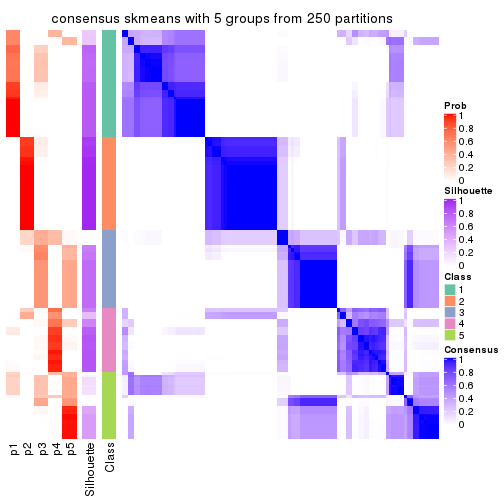 consensus skmeans with 5 groups from 250 partitions
Prob
1
0.8
0.6
0.4
0.2
0
Silhouette
1
0.8
0.6
0.4
0.2
0
Class
1
2
3
4
5
Consensus
1
0.8
0.6
0.4
0.2
0
p1
p2
p3
p4
p5
Silhouette
Class